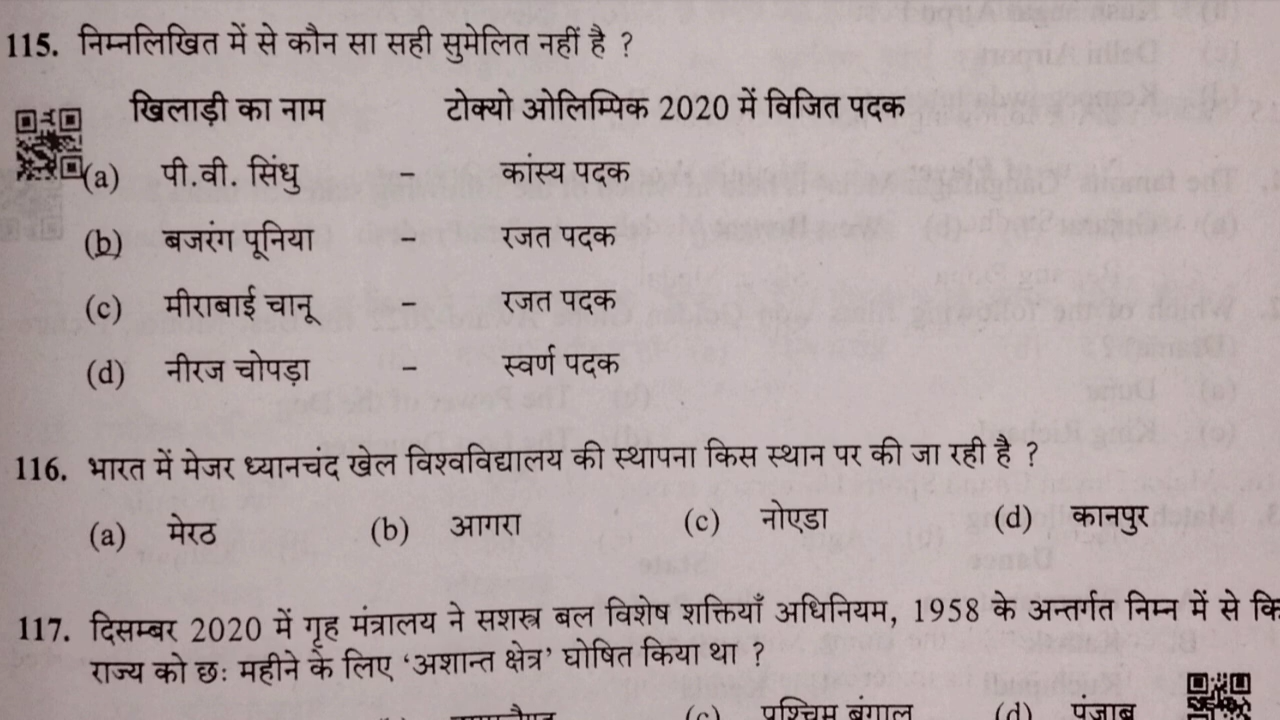 115. निम्नलिखित में से कौन सा सही सुमेलित नहीं है ?
खिलाड़ी का नाम टोक्यो ओलिम्पिक 2020 में विजित पदक
(a) पी.वी. सिंधु – कांस्य पदक
(b) बजरंग पूनिया – रजत पदक
(c) मीराबाई चानू – रजत पदक
(d) नीरज चोपड़ा – स्वर्ण पदक
116. भारत में मेजर ध्यानचंद खेल विश्वविद्यालय की स्थापना किस स्थान पर की जा रही है ?
(a) मेरठ (b) आगरा (c) नोएडा (d) कानपुर
117. दिसम्बर 2020 में गृह मंत्रालय ने सशस्त्र बल विशेष शक्तियाँ अधिनियम, 1958 के अन्तर्गत निम्न में से
राज्य को छः महीने के लिए ‘अशान्त क्षेत्र’ घोषित किया था ?
(c) पश्चिम बंगाल (d) पंजाब